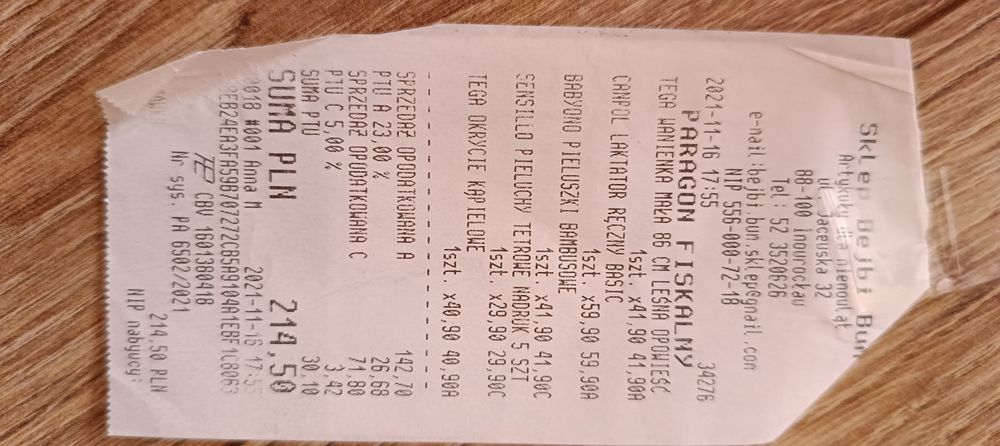 Sklep Bejbi Bum
Artykuły dla niemowląt
ul. Jacewska 32
88-100 inowrocław
Tel: 52 3520626
e-mail:bejbi.bun.sklep@gmail.com
NIP 556-000-72-18
2021-11-16 17:55 34276
PARAGON FISKALNY
TEGA WANIENKA MAŁA 86 CM LEŚNA OPOWIEŚĆ
1szt. x41,90 41,90A
CANPOL LAKTATOR RĘCZNY BASIC
1szt. x59,90 59,90A
BABYONO PIELUSZKI BAMBUSOWE
1szt. x41,90 41,90C
SENSILLO PIELUCHY TETROWE NADRUK 5 SZT
1szt. x29,90 29,90C
TEGA OKRYCIE KĄPIELOWE
1szt. x40,90 40,90A
SPRZEDAŻ OPODATKOWANA A 142,70
PTU A 23,00 % 26,68
SPRZEDAŻ OPODATKOWANA C 71,80
PTU C 5,00 % 3,42
SUMA PTU 30,10
SUMA PLN 214,50
0018 #001 Anna M 2021-11-16 17:55
CBV 1601380418
Nr sys: PA 6502/2021
214,50 PLN
NIP nabywcy: